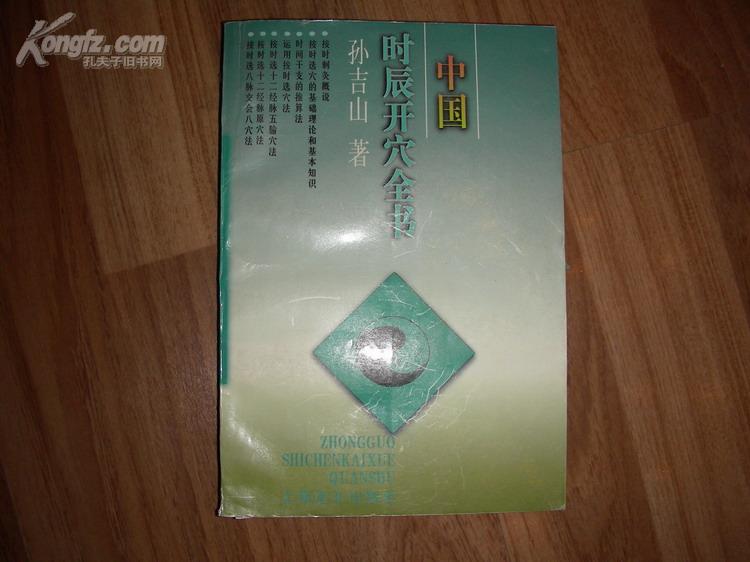 Kongfz.com
孔夫子旧书网
中国
时辰开穴全书
孙吉山 著
按时刺灸概说
按时选穴的基础理论和基本知识
时间干支的推算法
运用按时选穴法
按时选十二经脉五腧穴法
按时选十二经脉原穴法
按时选八脉交会八穴法
ZHONGGUO
SHICHENKAIXUE
QUANSHU